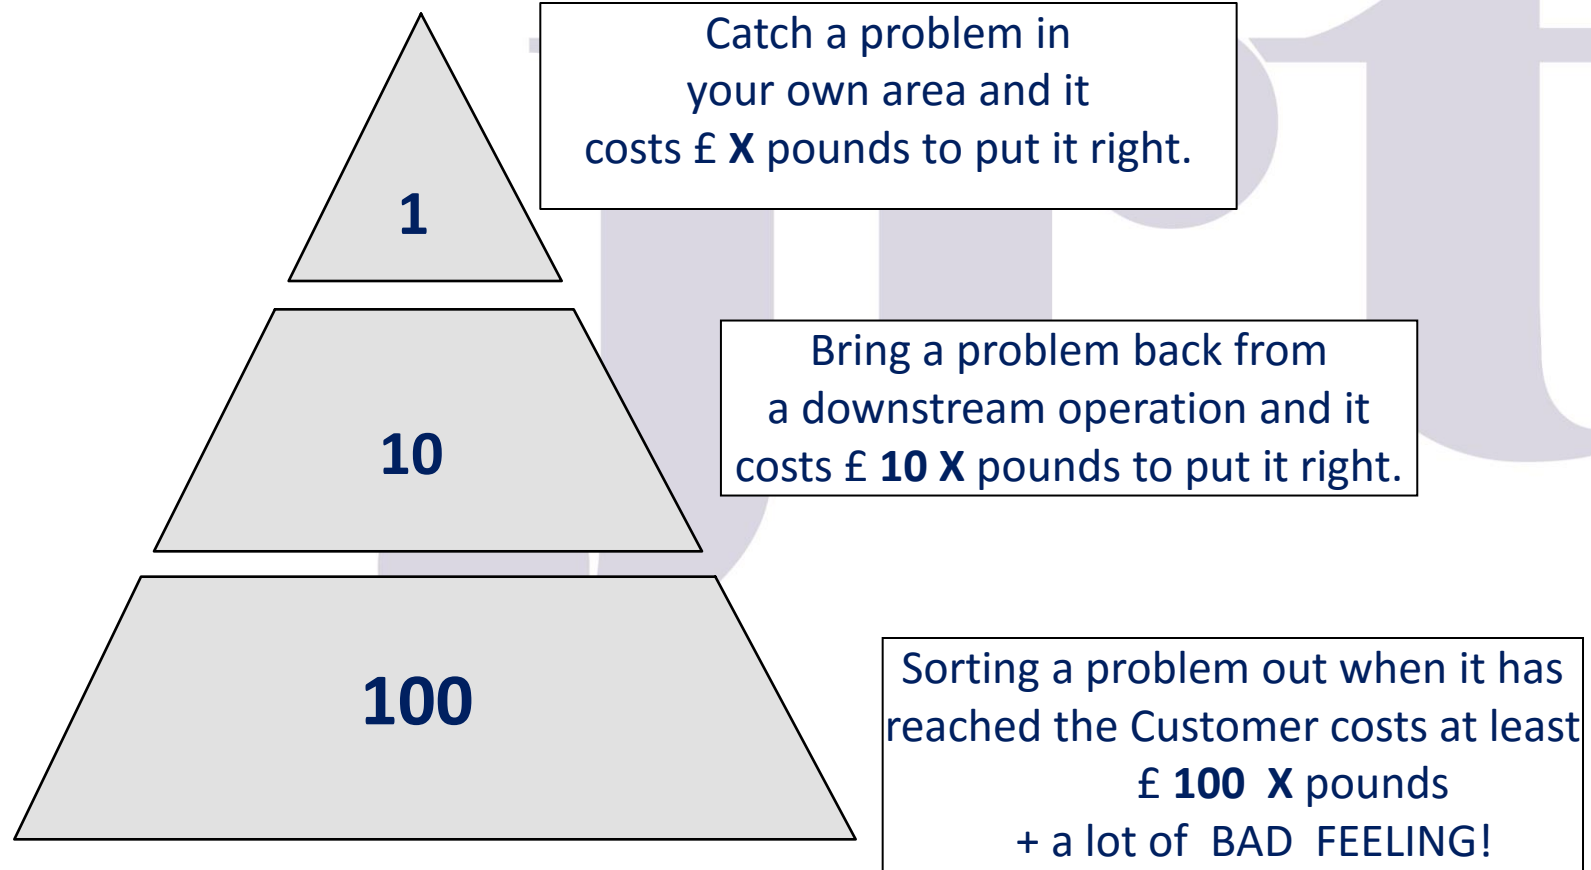 Catch a problem in
your own area and it
costs £ X pounds to put it right.
1
Bring a problem back from
a downstream operation and it
costs £ 10 X pounds to put it right.
10
Sorting a problem out when it has
reached the Customer costs at least
£ 100 X pounds
+ a lot of BAD FEELING!
100